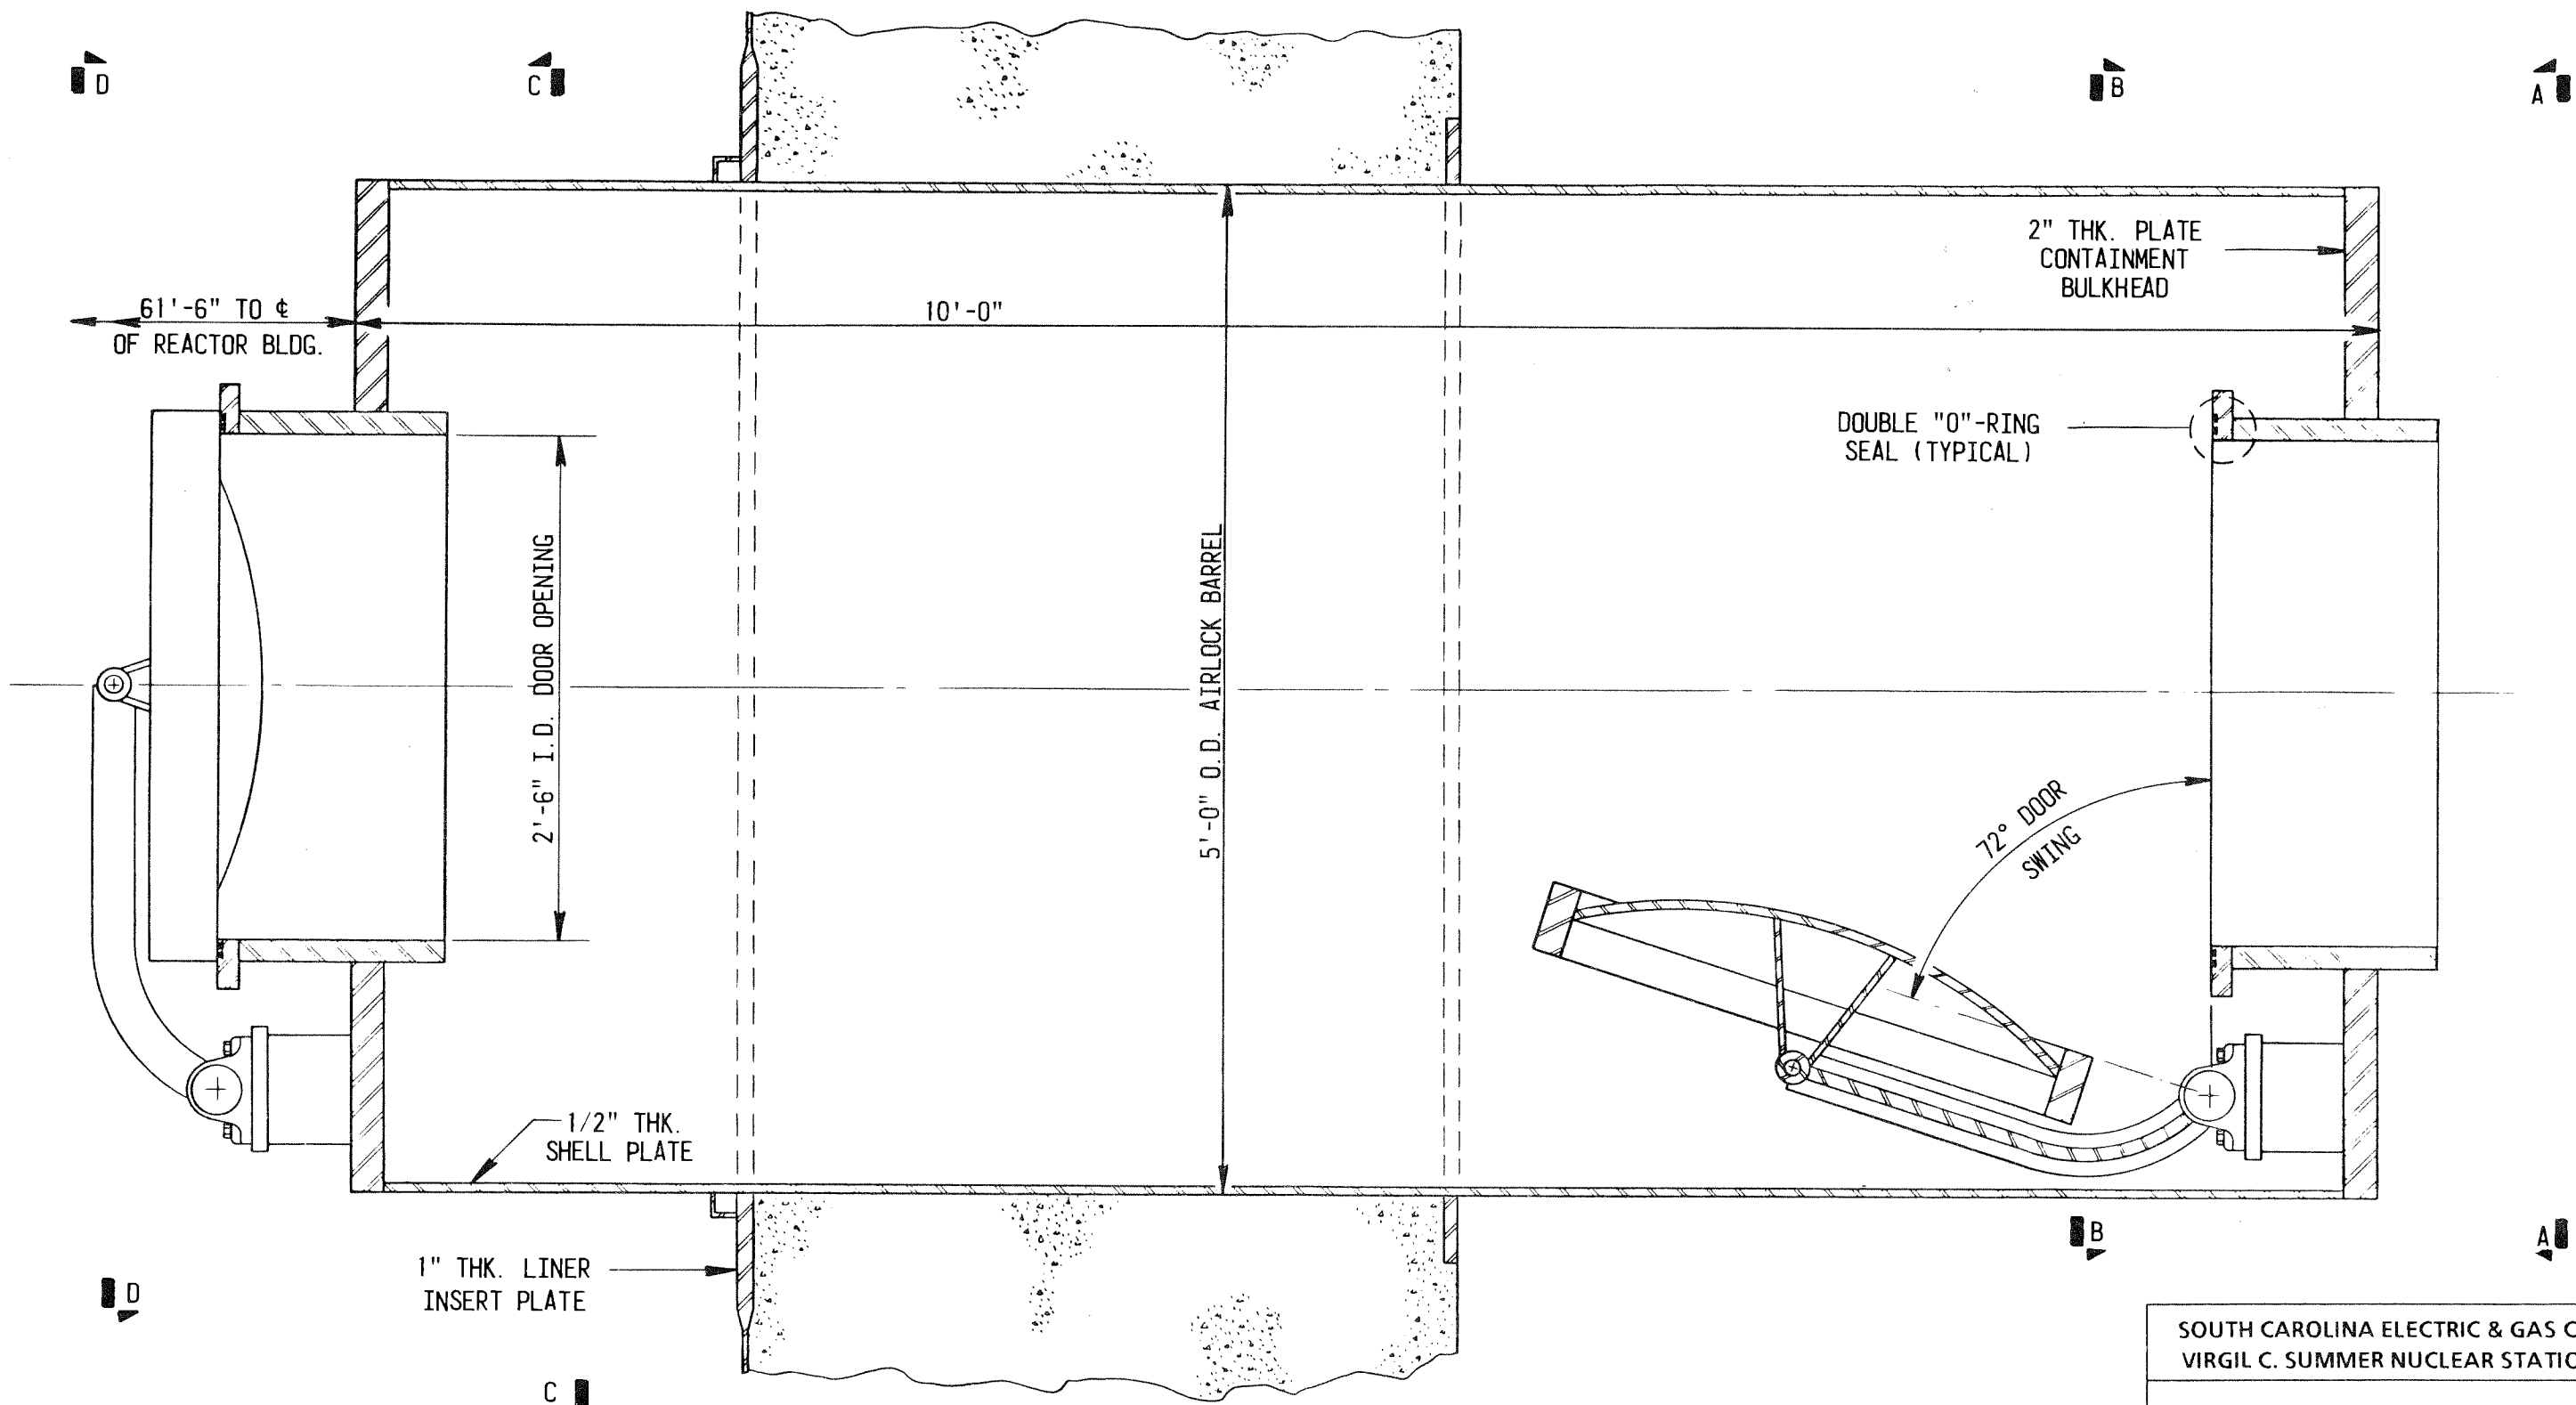 D
C
B
A
2" THK. PLATE
CONTAINMENT
BULKHEAD
61'-6" TO ℄
OF REACTOR BLDG.
10'-0"
DOUBLE "O"-RING
SEAL (TYPICAL)
2'-6" I.D. DOOR OPENING
5'-0" O.D. AIRLOCK BARREL
72° DOOR
SWING
1/2" THK.
SHELL PLATE
1" THK. LINER
INSERT PLATE
B
A
D
C
SOUTH CAROLINA ELECTRIC & GAS C
VIRGIL C. SUMMER NUCLEAR STATIO